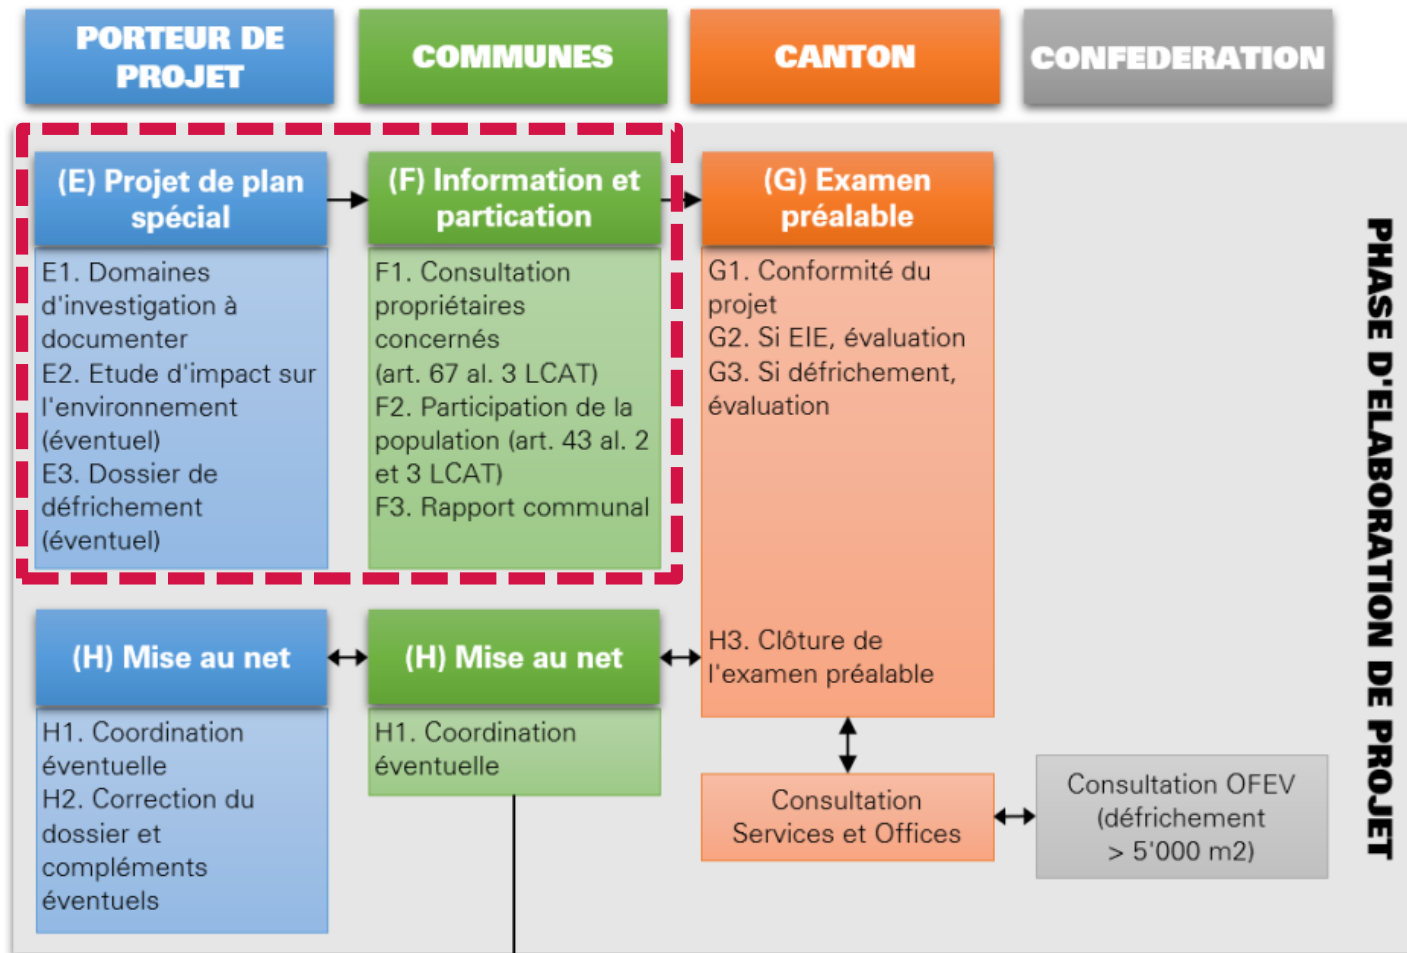 PORTEUR DE
PROJET
COMMUNES
CANTON
CONFEDERATION
(E) Projet de plan
spécial
E1. Domaines
d'investigation à
documenter
E2. Etude d'impact sur
l'environnement
(éventuel)
E3. Dossier de
défrichement
(éventuel)
(F) Information et
partication
F1. Consultation
propriétaires
concernés
(art. 67 al. 3 LCAT)
F2. Participation de la
population (art. 43 al. 2
et 3 LCAT)
F3. Rapport communal
(G) Examen
préalable
G1. Conformité du
projet
G2. Si EIE, évaluation
G3. Si défrichement,
évaluation
H3. Clôture de
l'examen préalable
(H) Mise au net
H1. Coordination
éventuelle
H2. Correction du
dossier et
compléments
éventuels
(H) Mise au net
H1. Coordination
éventuelle
Consultation
Services et Offices
Consultation OFEV
(défrichement
> 5'000 m2)
PHASE D'ELABORATION DE PROJET